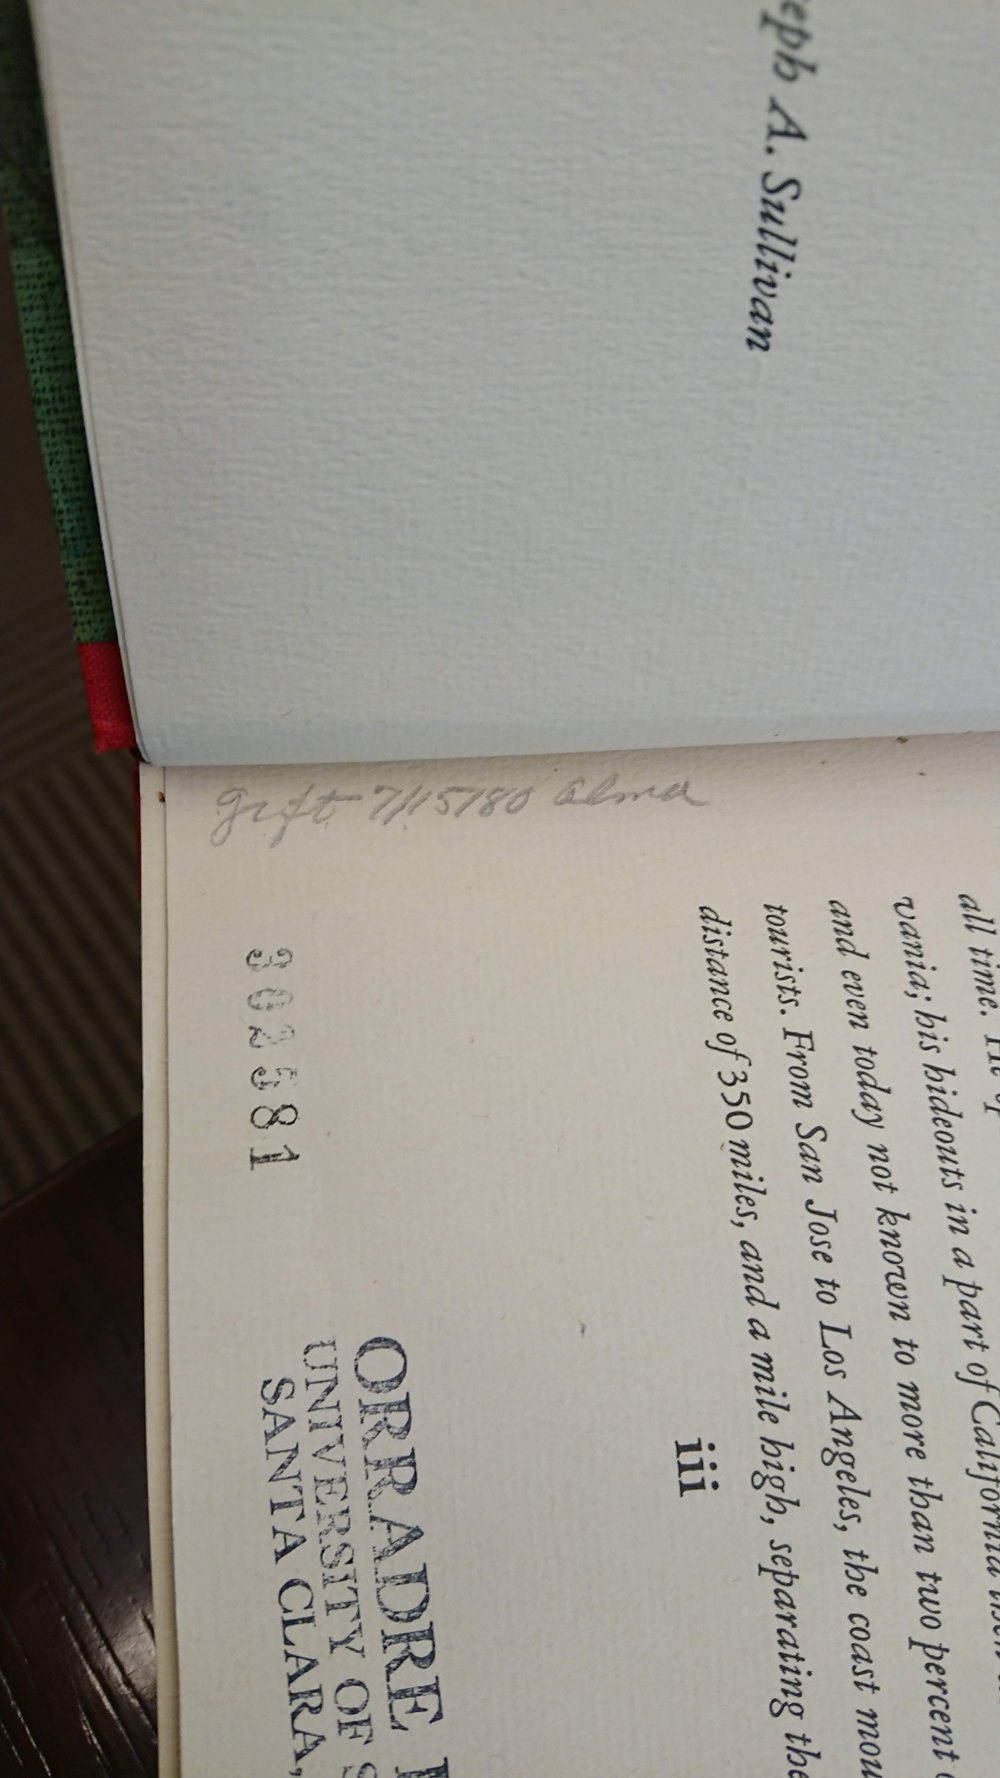 eph A. Sullivan
all time.
vania; his hideouts in a part of California
and even today not known to more than two percent
tourists. From San Jose to Los Angeles, the coast mou
distance of 350 miles, and a mile high, separating the
iii
gift 7/15/80 Alma
302581
ORRADRE
UNIVERSITY OF S
SANTA CLARA,